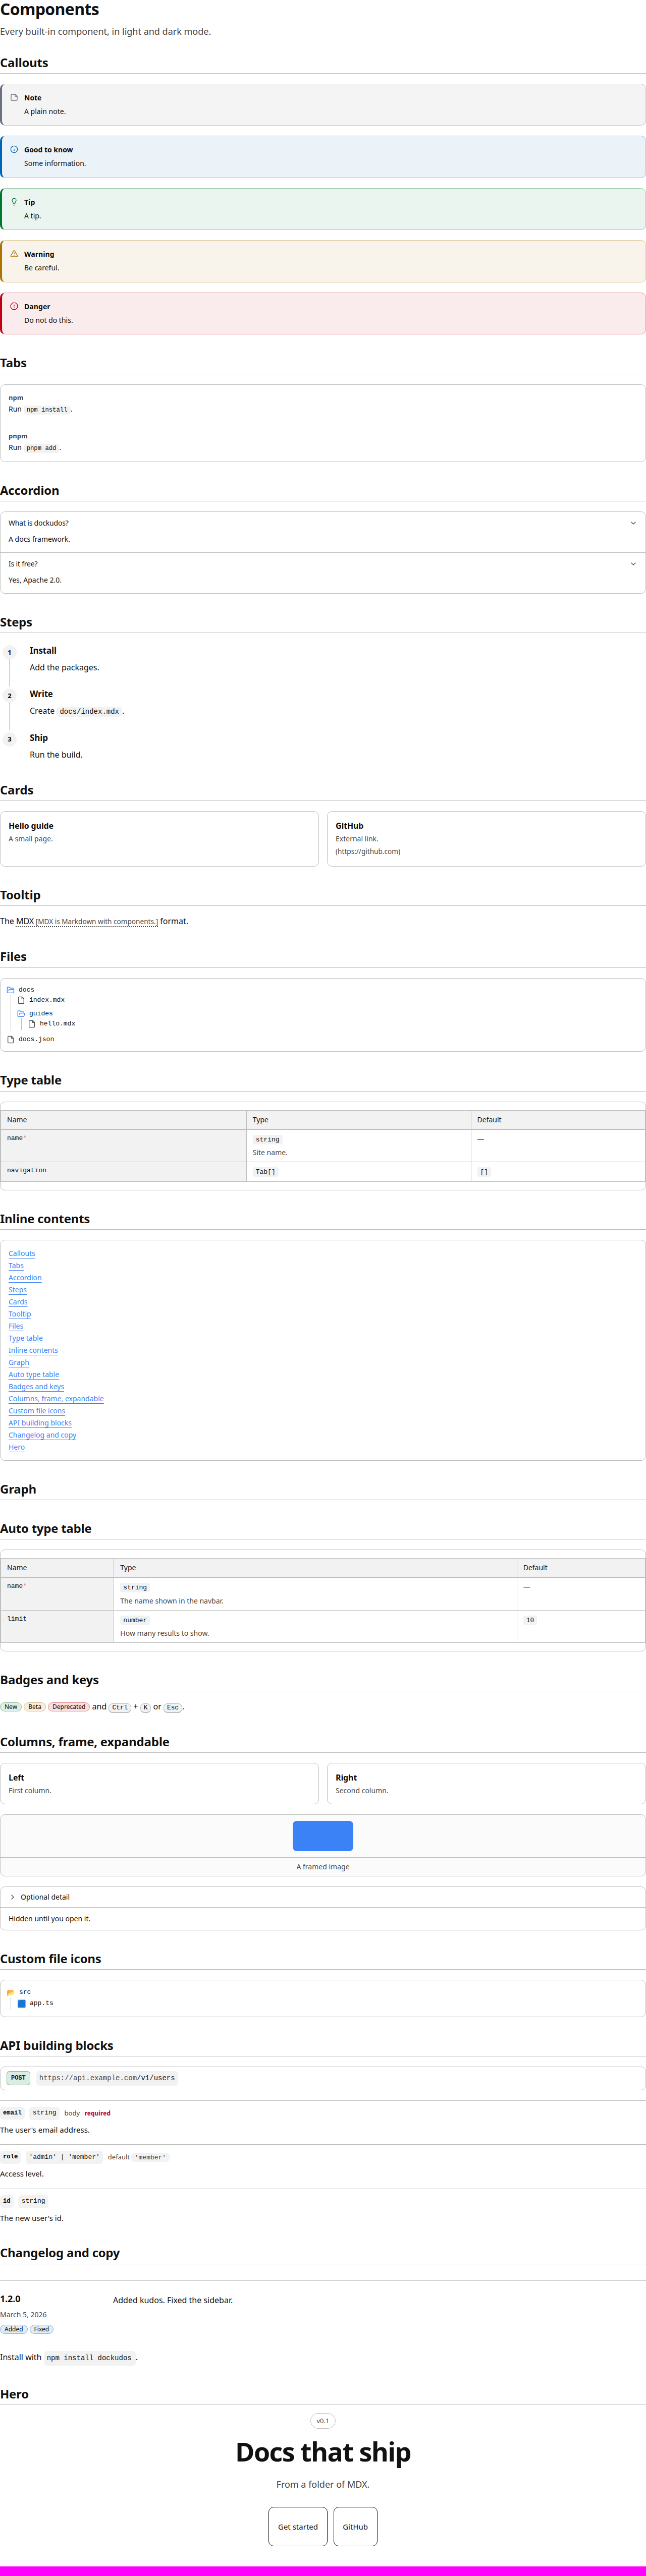 Components
Every built-in component, in light and dark mode.
Callouts
Note
A plain note.
Good to know
Some information.
Tip
A tip.
Warning
Be careful.
Danger
Do not do this.
Tabs
npm
Run npm install.
pnpm
Run pnpm add.
Accordion
What is dockudos?
A docs framework.
Is it free?
Yes, Apache 2.0.
Steps
1 Install
Add the packages.
2 Write
Create docs/index.mdx.
3 Ship
Run the build.
Cards
Hello guide
A small page.
GitHub
External link.
(https://github.com)
Tooltip
The MDX [MDX is Markdown with components.] format.
Files
docs
index.mdx
guides
hello.mdx
docs.json
Type table
Name Type Default
name* string —
Site name.
navigation Tab[] []
Inline contents
Callouts
Tabs
Accordion
Steps
Cards
Tooltip
Files
Type table
Inline contents
Graph
Auto type table
Badges and keys
Columns, frame, expandable
Custom file icons
API building blocks
Changelog and copy
Hero
Graph
Auto type table
Name Type Default
name* string —
The name shown in the navbar.
limit number 10
How many results to show.
Badges and keys
New Beta Deprecated and Ctrl + K or Esc.
Columns, frame, expandable
Left
First column.
Right
Second column.
A framed image
Optional detail
Hidden until you open it.
Custom file icons
src
app.ts
API building blocks
POST https://api.example.com/v1/users
email string body required
The user's email address.
role 'admin' | 'member' default 'member'
Access level.
id string
The new user's id.
Changelog and copy
1.2.0
March 5, 2026
Added Fixed
Added kudos. Fixed the sidebar.
Install with npm install dockudos.
Hero
v0.1
Docs that ship
From a folder of MDX.
Get started
GitHub